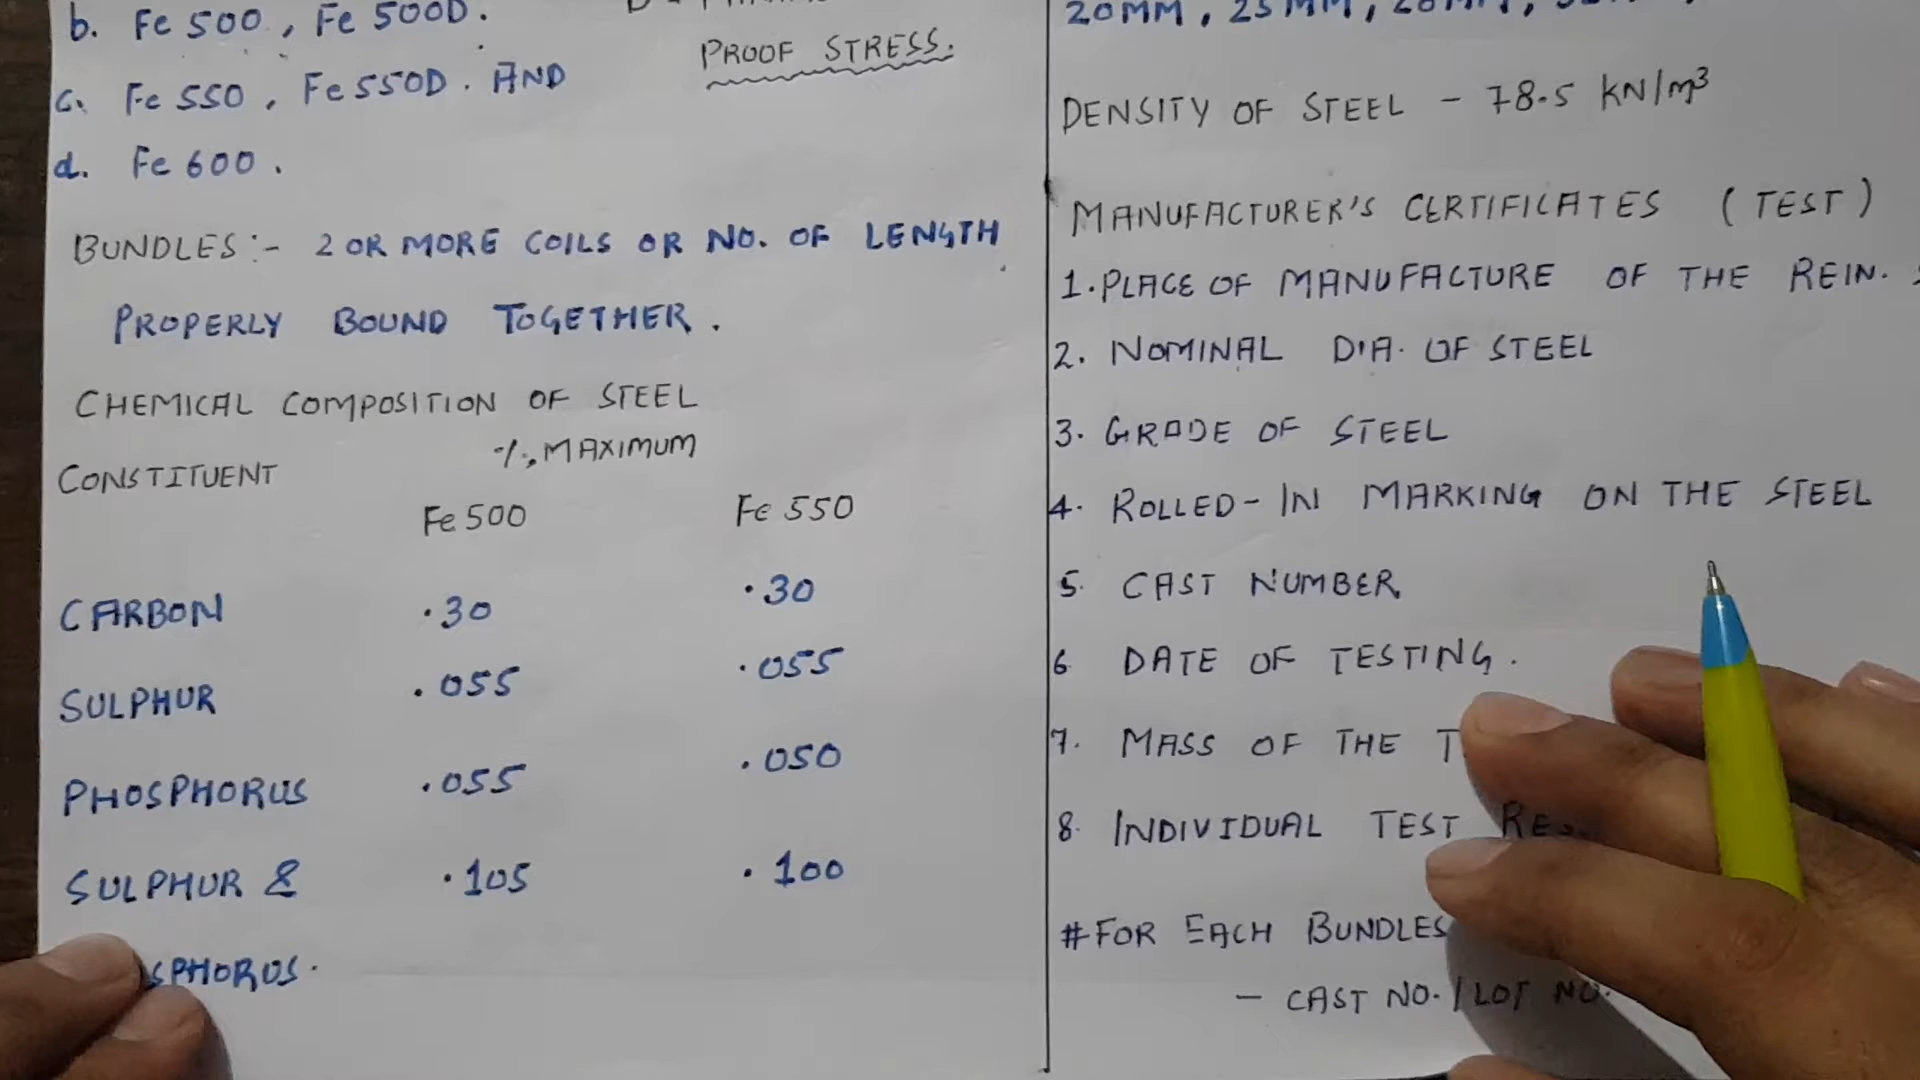 b. Fe 500, Fe 500D.
PROOF STRESS.
c. Fe 550, Fe 550D. AND
d. Fe 600.
BUNDLES:- 2 OR MORE COILS OR NO. OF LENGTH
PROPERLY BOUND TOGETHER.
CHEMICAL COMPOSITION OF STEEL
%, MAXIMUM
CONSTITUENT
Fe 500 Fe 550
CARBON .30 .30
SULPHUR .055 .055
PHOSPHORUS .055 .050
SULPHUR & .105 .100
SPHORUS.
20MM, 25MM,
DENSITY OF STEEL - 78.5 KN/m³
MANUFACTURER'S CERTIFICATES (TEST)
1. PLACE OF MANUFACTURE OF THE REIN.
2. NOMINAL DIA. OF STEEL
3. GRADE OF STEEL
4. ROLLED-IN MARKING ON THE STEEL
5. CAST NUMBER
6 DATE OF TESTING.
7. MASS OF THE
8. INDIVIDUAL TEST
# FOR EACH BUNDLES
- CAST NO. / LOT NO.